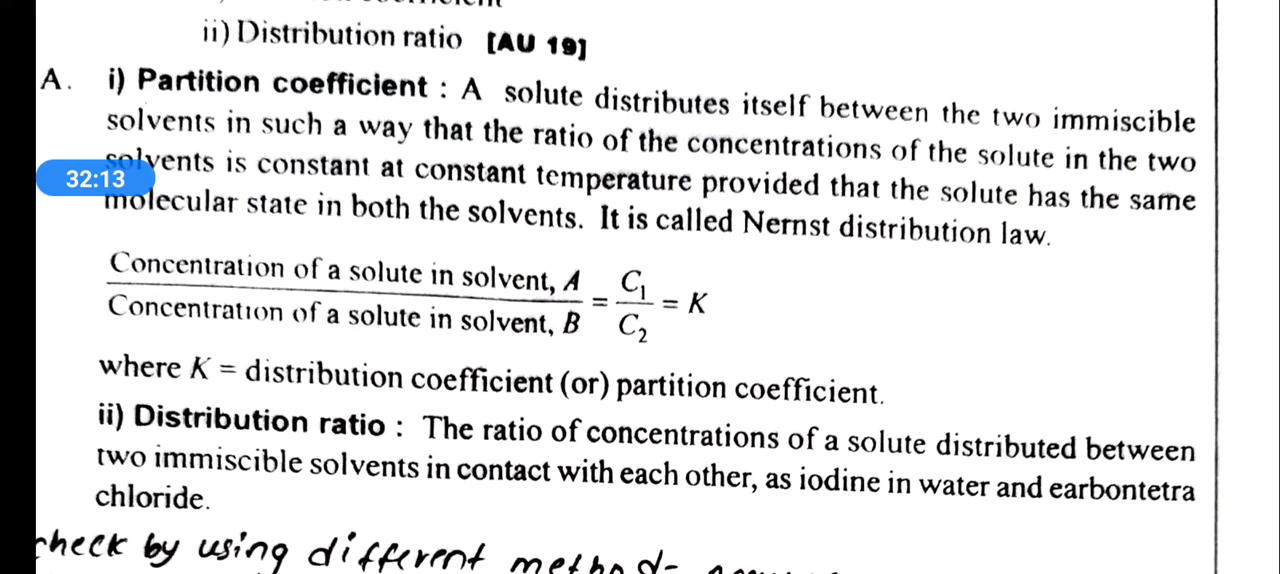 ii) Distribution ratio [AU 19]
A. i) Partition coefficient : A solute distributes itself between the two immiscible
solvents in such a way that the ratio of the concentrations of the solute in the two
solvents is constant at constant temperature provided that the solute has the same
32:13
molecular state in both the solvents. It is called Nernst distribution law.
Concentration of a solute in solvent, A / Concentration of a solute in solvent, B = C₁/C₂ = K
where K = distribution coefficient (or) partition coefficient.
ii) Distribution ratio : The ratio of concentrations of a solute distributed between
two immiscible solvents in contact with each other, as iodine in water and earbontetra
chloride.
check by using different method-